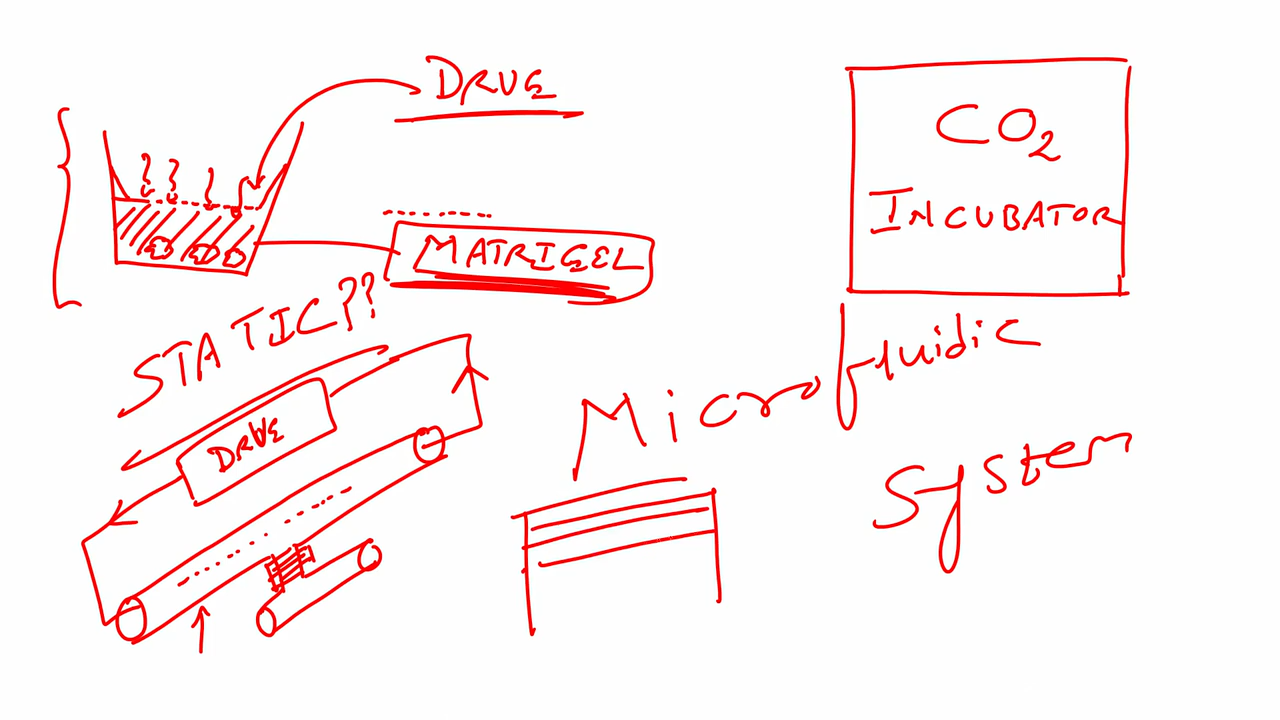 DRUG
CO2
INCUBATOR
MATRIGEL
STATIC??
Microfluidic
DRUG
System